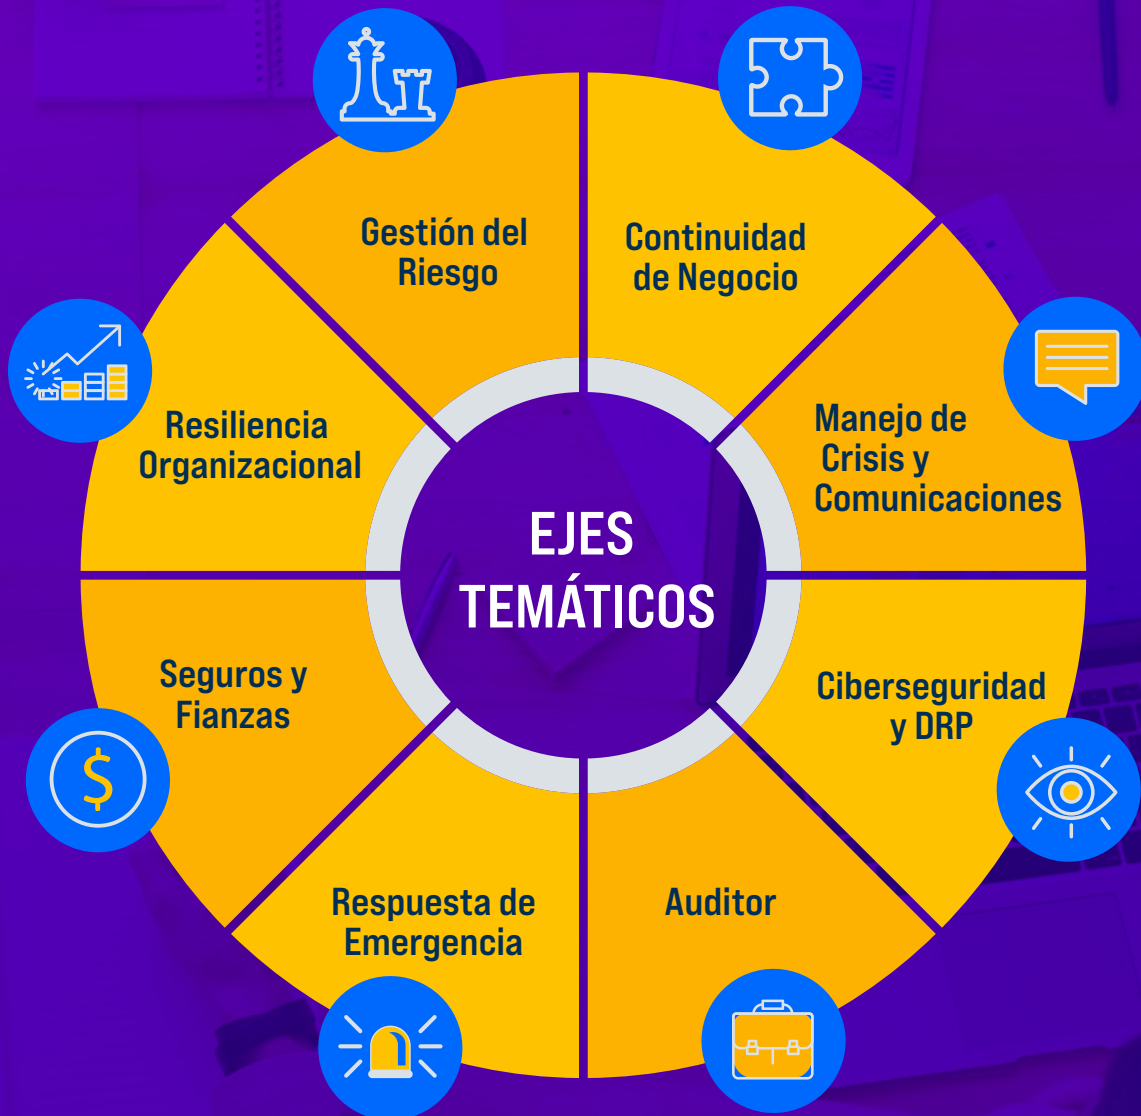 Gestión del
Riesgo
Continuidad
de Negocio
Manejo de
Crisis y
Comunicaciones
Ciberseguridad
y DRP
Auditor
Respuesta de
Emergencia
Seguros y
Fianzas
Resiliencia
Organizacional
EJES
TEMÁTICOS
$